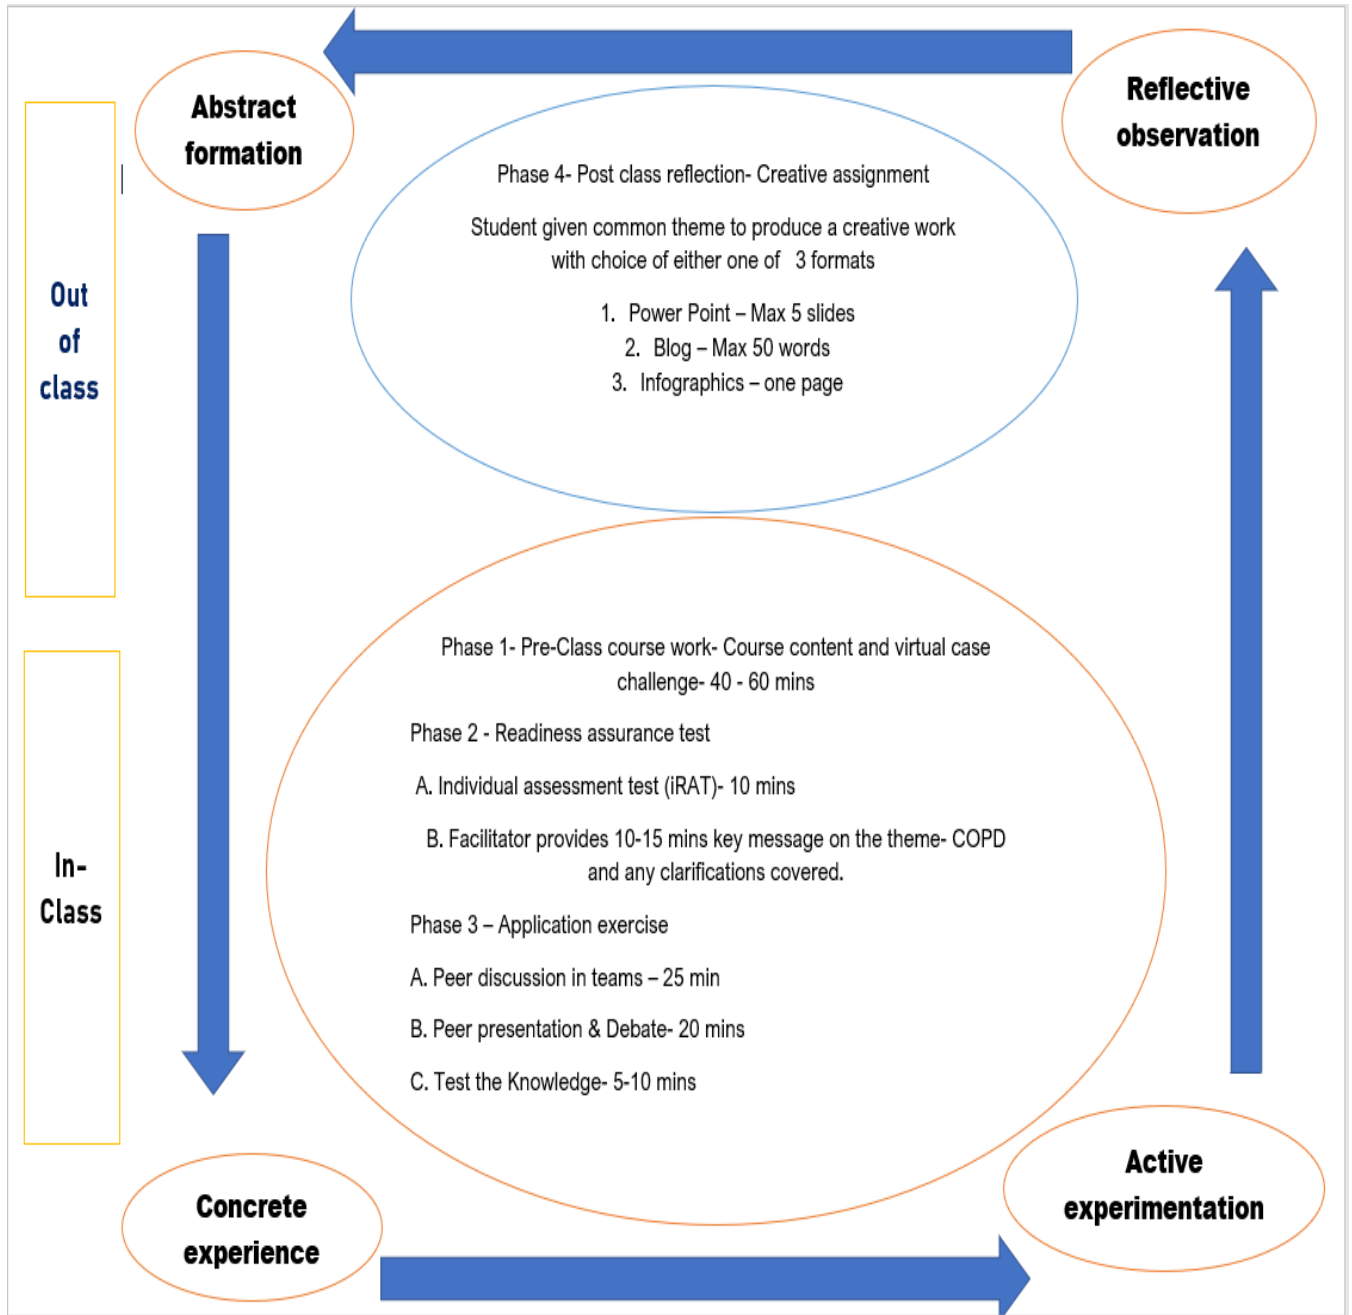 Abstract
formation
Reflective
observation
Out
of
class
Phase 4- Post class reflection- Creative assignment
Student given common theme to produce a creative work
with choice of either one of 3 formats
1. Power Point – Max 5 slides
2. Blog – Max 50 words
3. Infographics – one page
In-
Class
Phase 1- Pre-Class course work- Course content and virtual case
challenge- 40 - 60 mins
Phase 2 - Readiness assurance test
A. Individual assessment test (iRAT)- 10 mins
B. Facilitator provides 10-15 mins key message on the theme- COPD
and any clarifications covered.
Phase 3 – Application exercise
A. Peer discussion in teams – 25 min
B. Peer presentation & Debate- 20 mins
C. Test the Knowledge- 5-10 mins
Concrete
experience
Active
experimentation